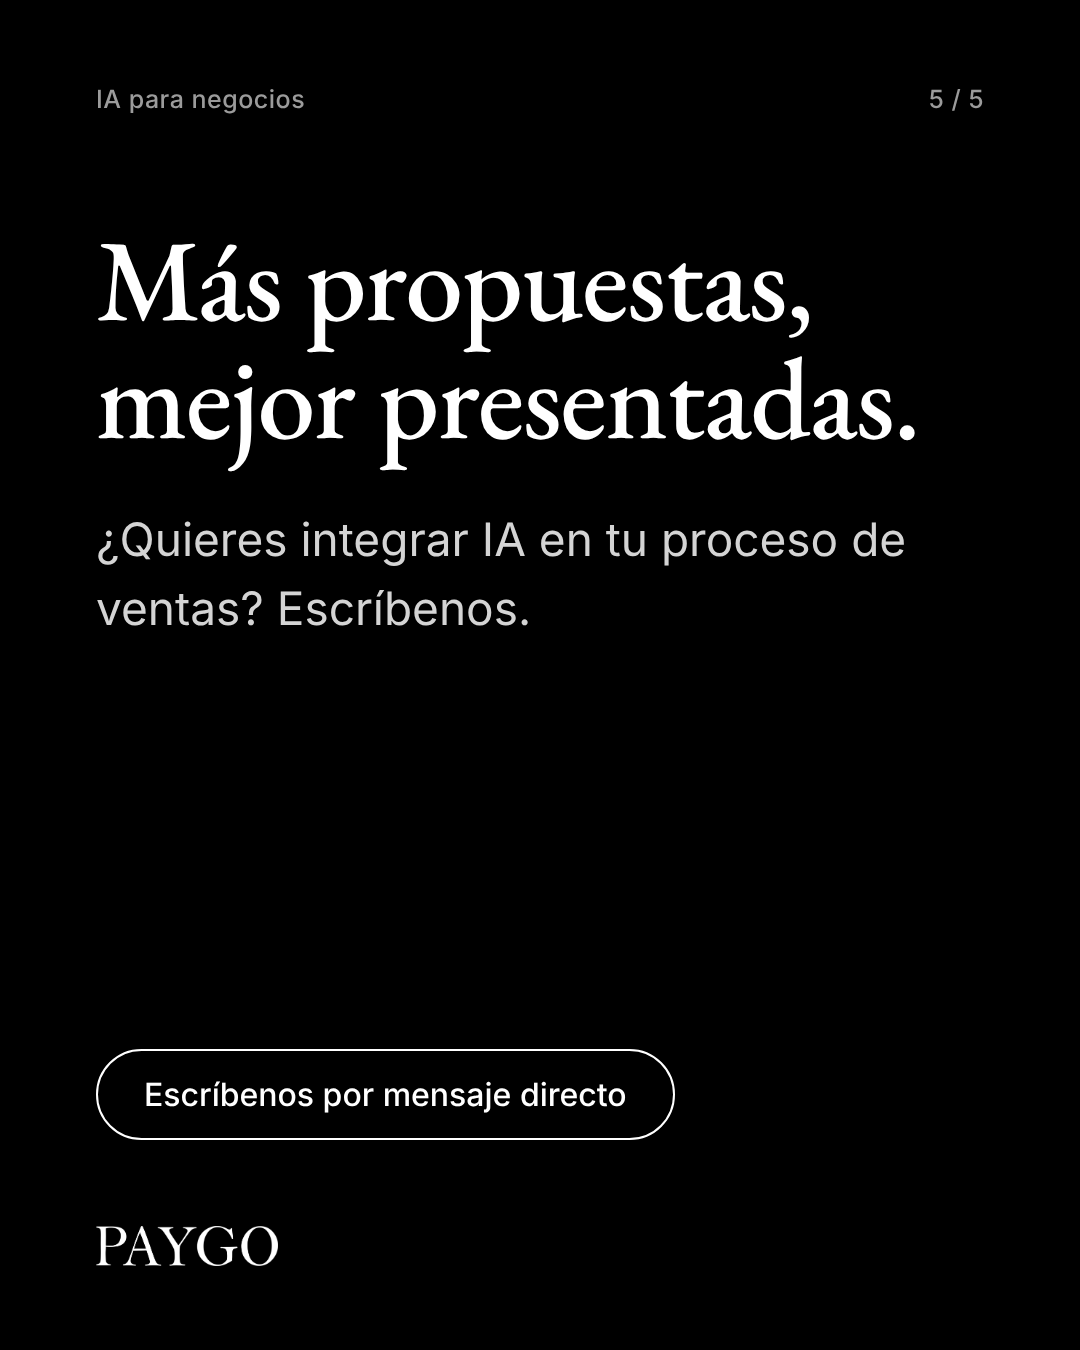 IA para negocios
5 / 5
Más propuestas,
mejor presentadas.
¿Quieres integrar IA en tu proceso de
ventas? Escríbenos.
Escríbenos por mensaje directo
PAYGO